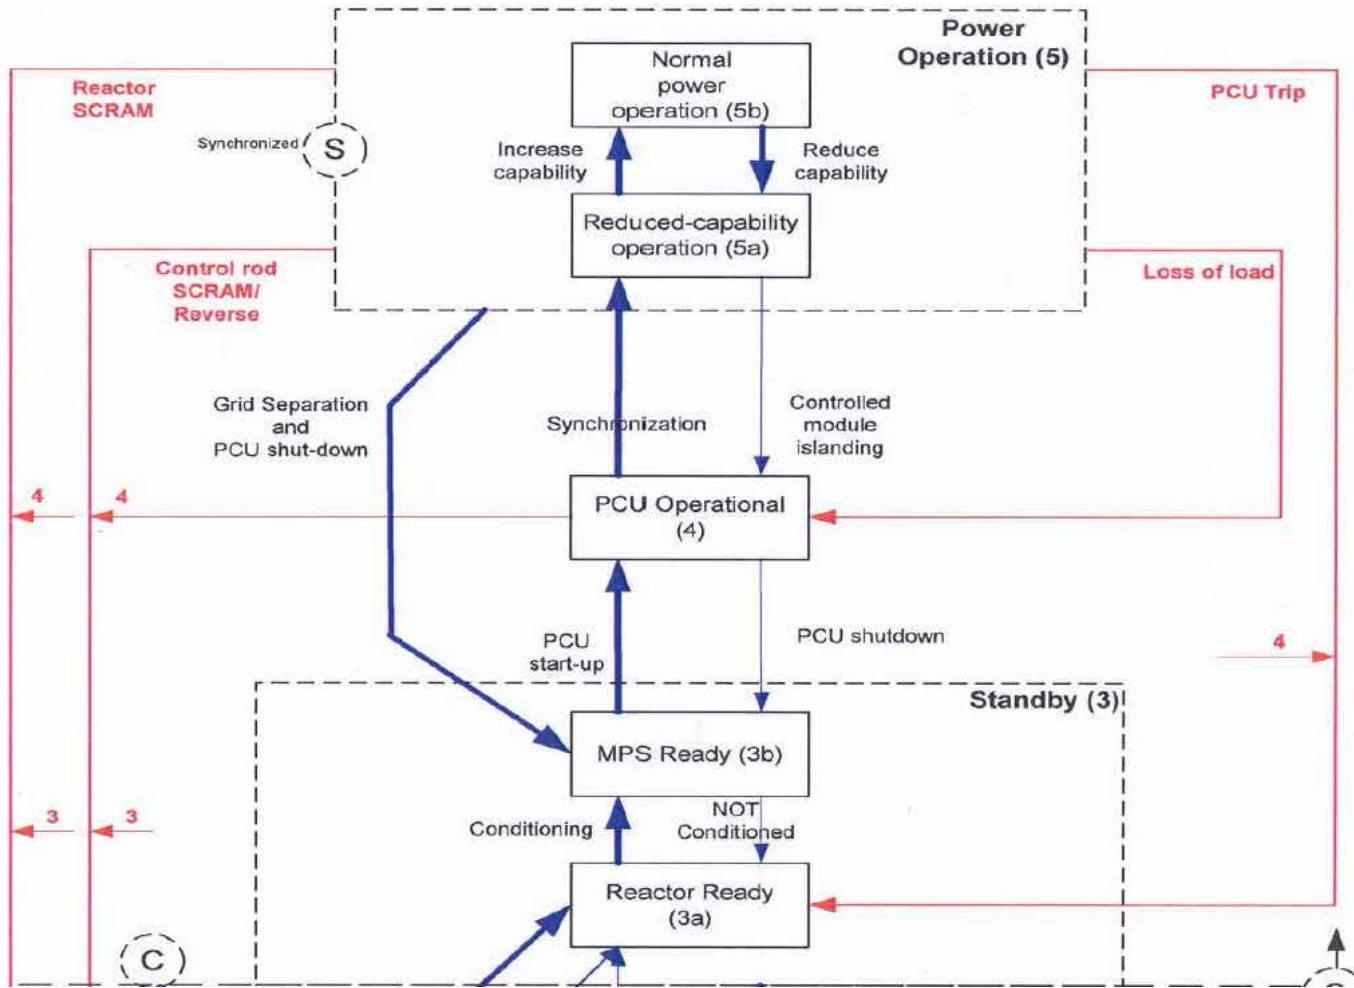 Power
Operation (5)
Normal
power
operation (5b)
Reactor
SCRAM
PCU Trip
Synchronized
S
Increase
capability
Reduce
capability
Reduced-capability
operation (5a)
Control rod
SCRAM/
Reverse
Loss of load
Grid Separation
and
PCU shut-down
Synchronization
Controlled
module
islanding
4
4
PCU Operational
(4)
PCU
start-up
PCU shutdown
4
Standby (3)
MPS Ready (3b)
3
3
Conditioning
NOT
Conditioned
Reactor Ready
(3a)
C